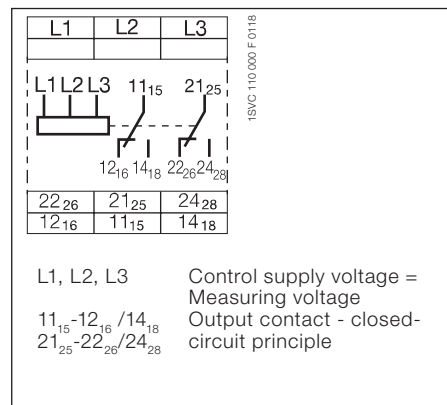 L1 L2 L3
1SVC 110 000 F 0118
L1 L2 L3 11₁₅ 21₂₅
12₁₆ 14₁₈ 22₂₆ 24₂₈
22₂₆ 21₂₅ 24₂₈
12₁₆ 11₁₅ 14₁₈
L1, L2, L3 Control supply voltage =
Measuring voltage
11₁₅-12₁₆ /14₁₈ Output contact - closed-
21₂₅-22₂₆/24₂₈ circuit principle